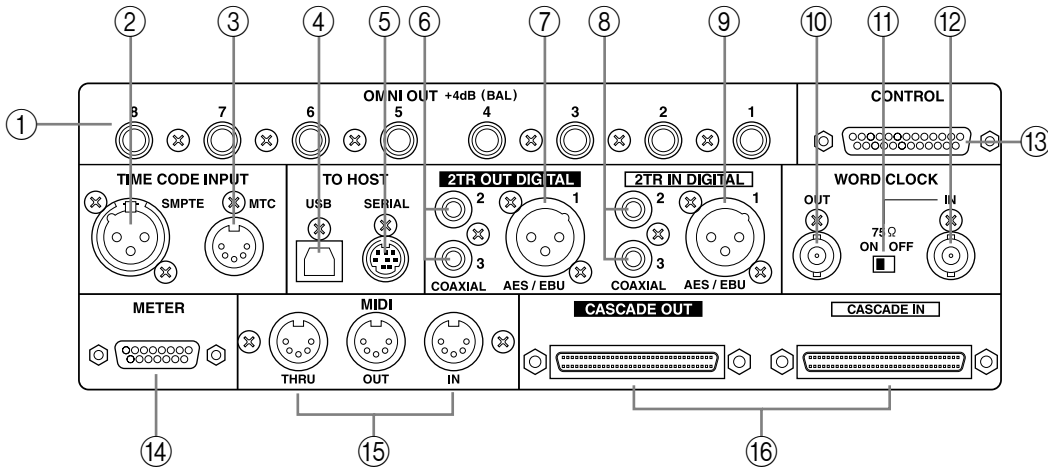 ② ③ ④ ⑤ ⑥ ⑦ ⑧ ⑨ ⑩ ⑪ ⑫
OMNI OUT +4dB (BAL)
CONTROL
① 8 7 6 5 4 3 2 1
⑬
TIME CODE INPUT
TO HOST
2TR OUT DIGITAL
2TR IN DIGITAL
WORD CLOCK
SMPTE MTC
USB SERIAL
2 1
2 1
OUT IN
75Ω
ON OFF
3
3
COAXIAL AES / EBU
COAXIAL AES / EBU
METER
MIDI
CASCADE OUT
CASCADE IN
THRU OUT IN
⑭ ⑮ ⑯